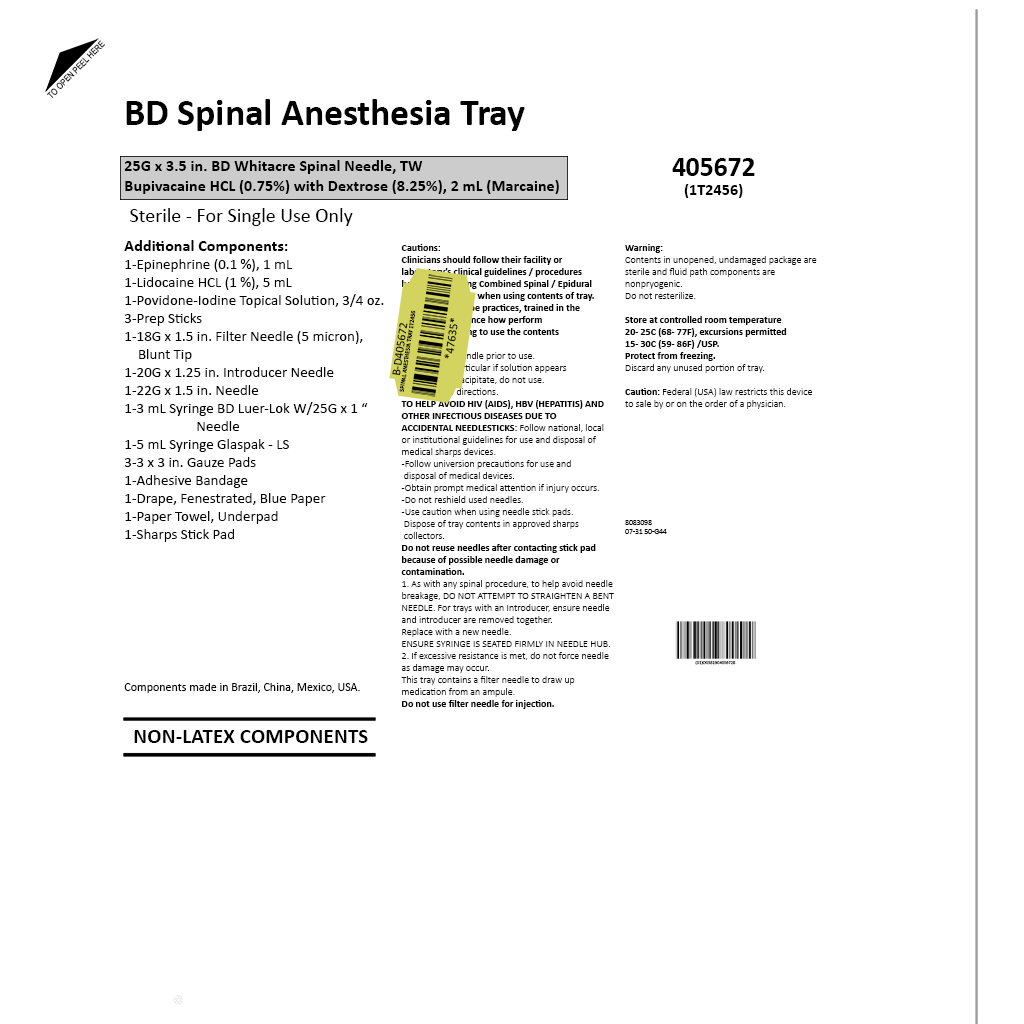 TO OPEN PEEL HERE
BD Spinal Anesthesia Tray
25G x 3.5 in. BD Whitacre Spinal Needle, TW
Bupivacaine HCL (0.75%) with Dextrose (8.25%), 2 mL (Marcaine)
405672
(1T2456)
Sterile - For Single Use Only
Additional Components:
1-Epinephrine (0.1 %), 1 mL
1-Lidocaine HCL (1 %), 5 mL
1-Povidone-Iodine Topical Solution, 3/4 oz.
3-Prep Sticks
1-18G x 1.5 in. Filter Needle (5 micron),
Blunt Tip
1-20G x 1.25 in. Introducer Needle
1-22G x 1.5 in. Needle
1-3 mL Syringe BD Luer-Lok W/25G x 1 “
Needle
1-5 mL Syringe Glaspak - LS
3-3 x 3 in. Gauze Pads
1-Adhesive Bandage
1-Drape, Fenestrated, Blue Paper
1-Paper Towel, Underpad
1-Sharps Stick Pad
Components made in Brazil, China, Mexico, USA.
NON-LATEX COMPONENTS
Cautions:
Clinicians should follow their facility or
clinical guidelines / procedures
Combined Spinal / Epidural
when using contents of tray.
practices, trained in the
how perform
to use the contents
prior to use.
if solution appears
do not use.
directions.
B-D405672
SPINAL ANESTHESIA TRAY 1T2456
*47635*
TO HELP AVOID HIV (AIDS), HBV (HEPATITIS) AND
OTHER INFECTIOUS DISEASES DUE TO
ACCIDENTAL NEEDLESTICKS: Follow national, local
or institutional guidelines for use and disposal of
medical sharps devices.
-Follow universion precautions for use and
disposal of medical devices.
-Obtain prompt medical attention if injury occurs.
-Do not reshield used needles.
-Use caution when using needle stick pads.
Dispose of tray contents in approved sharps
collectors.
Do not reuse needles after contacting stick pad
because of possible needle damage or
contamination.
1. As with any spinal procedure, to help avoid needle
breakage, DO NOT ATTEMPT TO STRAIGHTEN A BENT
NEEDLE. For trays with an Introducer, ensure needle
and introducer are removed together.
Replace with a new needle.
ENSURE SYRINGE IS SEATED FIRMLY IN NEEDLE HUB.
2. If excessive resistance is met, do not force needle
as damage may occur.
This tray contains a filter needle to draw up
medication from an ampule.
Do not use filter needle for injection.
Warning:
Contents in unopened, undamaged package are
sterile and fluid path components are
nonpryogenic.
Do not resterilize.
Store at controlled room temperature
20- 25C (68- 77F), excursions permitted
15- 30C (59- 86F) /USP.
Protect from freezing.
Discard any unused portion of tray.
Caution: Federal (USA) law restricts this device
to sale by or on the order of a physician.
8083098
07-31 50-G44